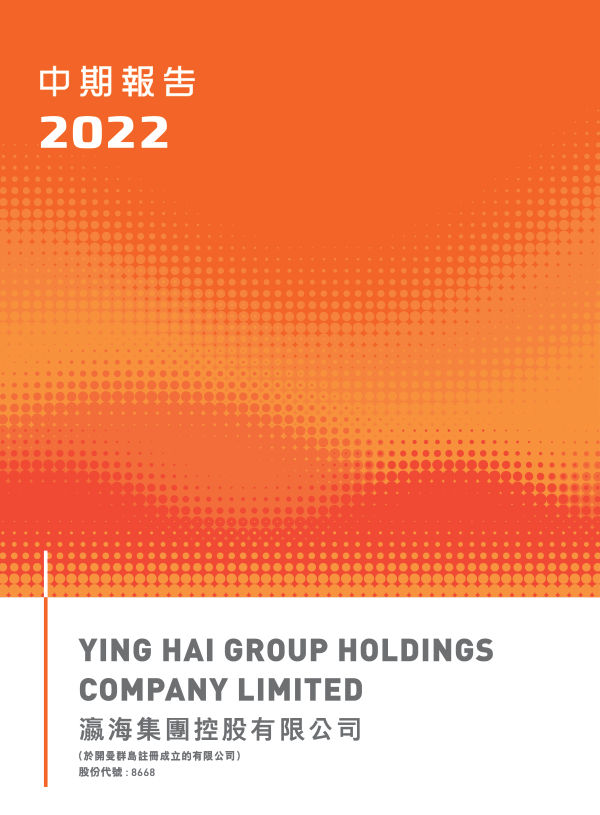 中期報告
2022
YING HAI GROUP HOLDINGS
COMPANY LIMITED
瀛海集團控股有限公司
(於開曼群島註冊成立的有限公司)
股份代號 : 8668